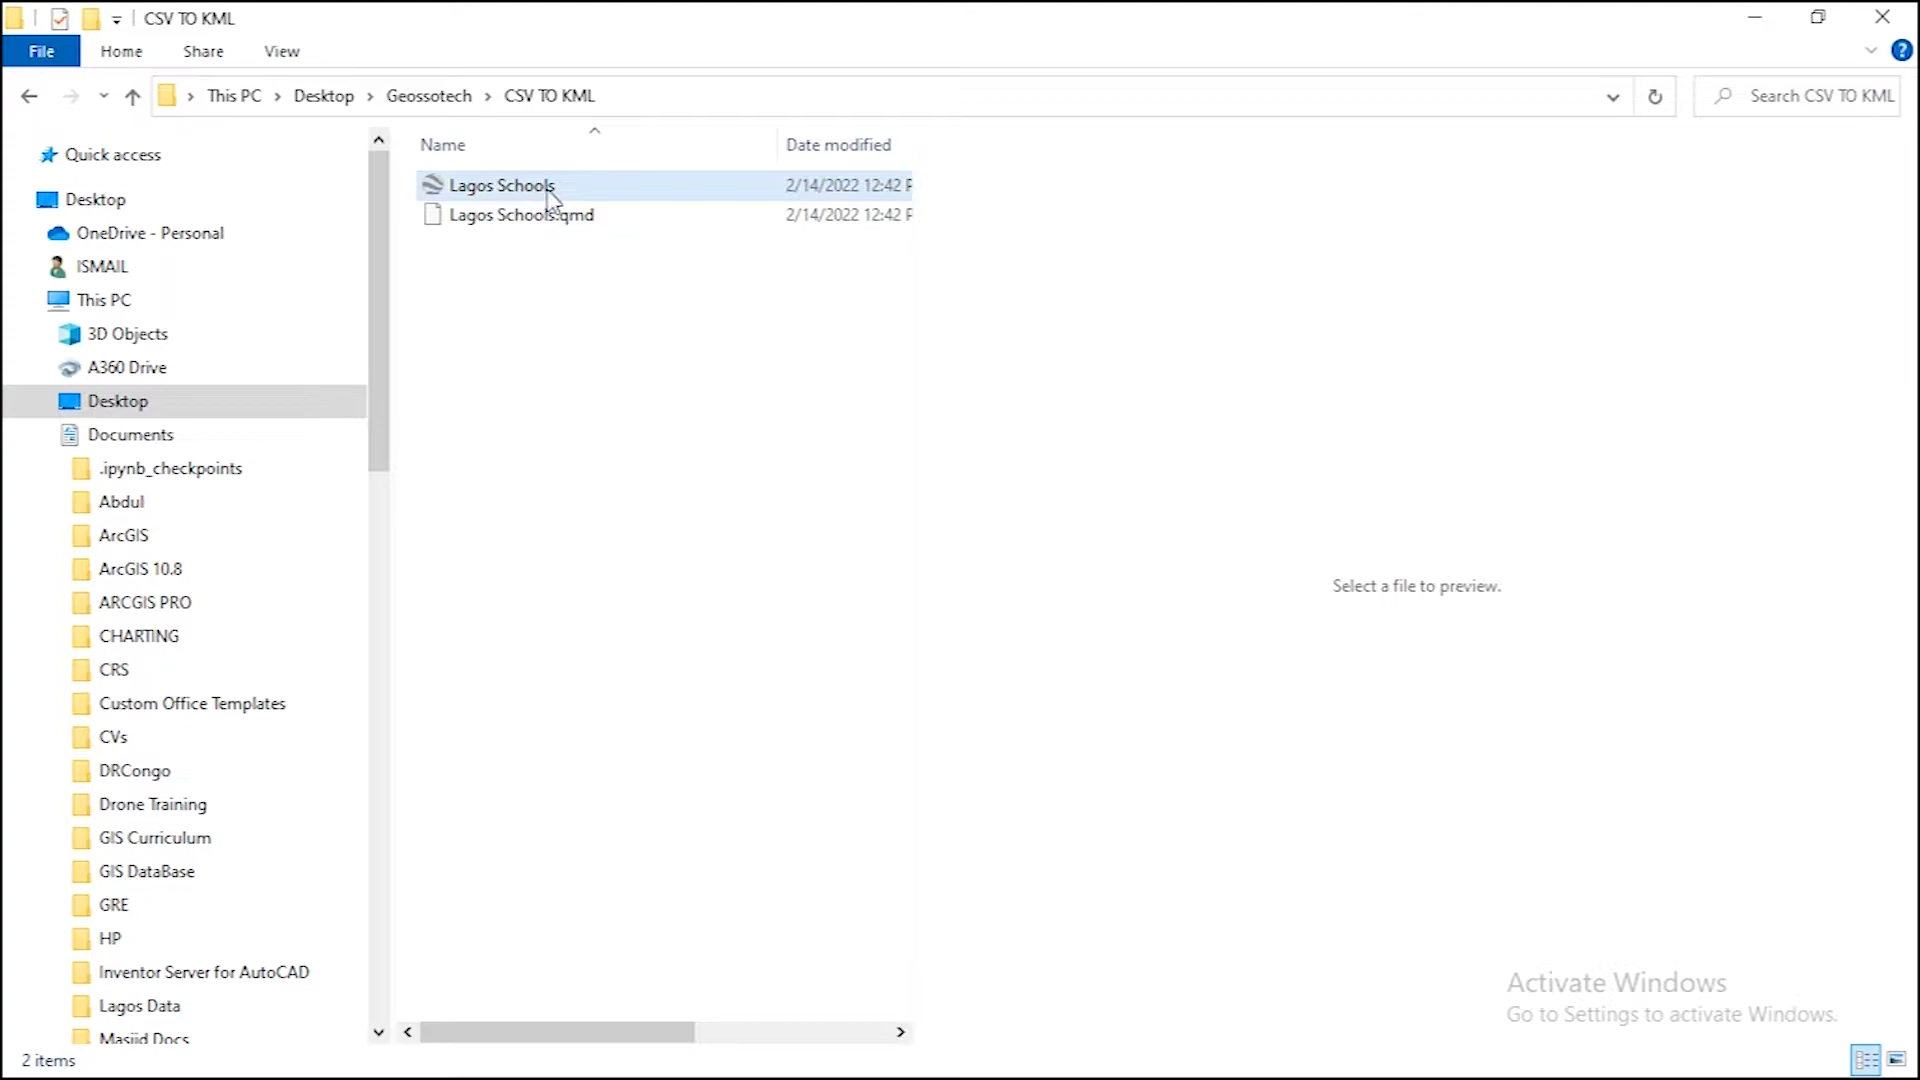 CSV TO KML
File Home Share View
This PC Desktop Geossotech CSV TO KML
Search CSV TO KML
Name Date modified
Lagos Schools 2/14/2022 12:42 P
Lagos Schools.qmd 2/14/2022 12:42 P
Quick access
Desktop
OneDrive - Personal
ISMAIL
This PC
3D Objects
A360 Drive
Desktop
Documents
.ipynb_checkpoints
Abdul
ArcGIS
ArcGIS 10.8
ARCGIS PRO
CHARTING
CRS
Custom Office Templates
CVs
DRCongo
Drone Training
GIS Curriculum
GIS DataBase
GRE
HP
Inventor Server for AutoCAD
Lagos Data
Masjid Docs
Select a file to preview.
Activate Windows
Go to Settings to activate Windows.
2 items